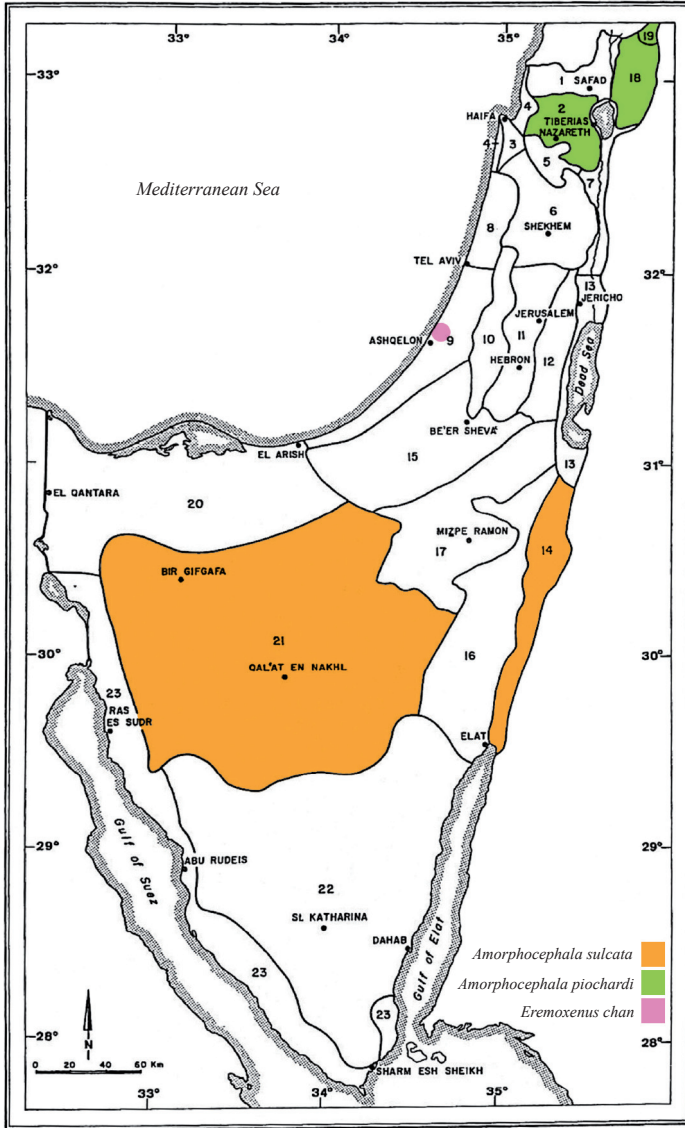 33°
34°
35°
33°
33°
19
18
1 SAFAD
4
2
HAIFA
TIBERIAS
NAZARETH
4
3
5
7
Mediterranean Sea
8
6
SHEKHEM
TEL AVIV
32°
32°
13
JERICHO
JERUSALEM
ASHQELON
9
10
11
12
HEBRON
Dead Sea
BE'ER SHEVA
EL ARISH
15
13
31°
31°
EL QANTARA
20
MIZPE RAMON
17
14
BIR GIFGAFA
21
16
30°
30°
QAL'AT EN NAKHL
23
RAS
ES SUDR
ELAT
Gulf of Suez
29°
29°
ABU RUDEIS
22
St. KATHARINA
DAHAB
Gulf of Elat
Amorphocephala sulcata
Amorphocephala piochardi
Eremoxenus chan
23
23
28°
28°
N
0 20 40 60 Km
SHARM ESH SHEIKH
33°
34°
35°